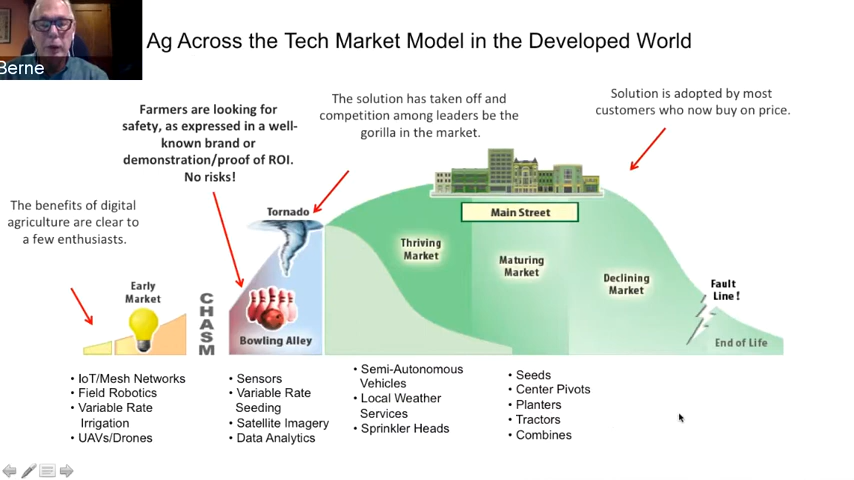 Ag Across the Tech Market Model in the Developed World
Berne
Farmers are looking for
safety, as expressed in a well-
known brand or
demonstration/proof of ROI.
No risks!
The solution has taken off and
competition among leaders be the
gorilla in the market.
Solution is adopted by most
customers who now buy on price.
The benefits of digital
agriculture are clear to
a few enthusiasts.
Tornado
Main Street
Early
Market
CHASM
Bowling Alley
Thriving
Market
Maturing
Market
Declining
Market
Fault
Line!
End of Life
• IoT/Mesh Networks
• Field Robotics
• Variable Rate
Irrigation
• UAVs/Drones
• Sensors
• Variable Rate
Seeding
• Satellite Imagery
• Data Analytics
• Semi-Autonomous
Vehicles
• Local Weather
Services
• Sprinkler Heads
• Seeds
• Center Pivots
• Planters
• Tractors
• Combines